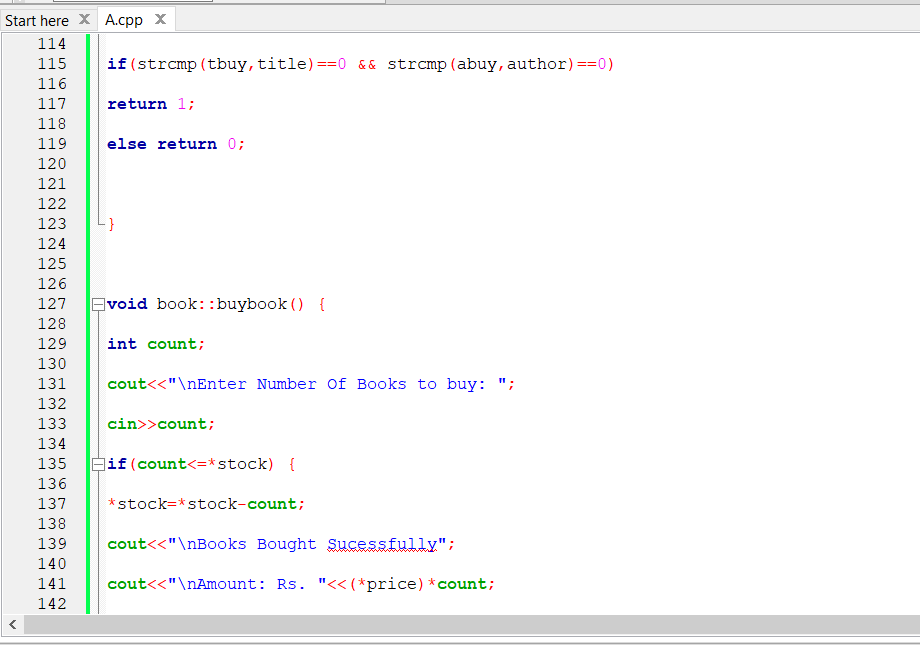 Start here X A.cpp X
114
115 if(strcmp(tbuy,title)==0 && strcmp(abuy,author)==0)
116
117 return 1;
118
119 else return 0;
120
121
122
123 }
124
125
126
127 void book::buybook() {
128
129 int count;
130
131 cout<<"\nEnter Number Of Books to buy: ";
132
133 cin>>count;
134
135 if(count<=*stock) {
136
137 *stock=*stock-count;
138
139 cout<<"\nBooks Bought Sucessfully";
140
141 cout<<"\nAmount: Rs. "<<(*price)*count;
142